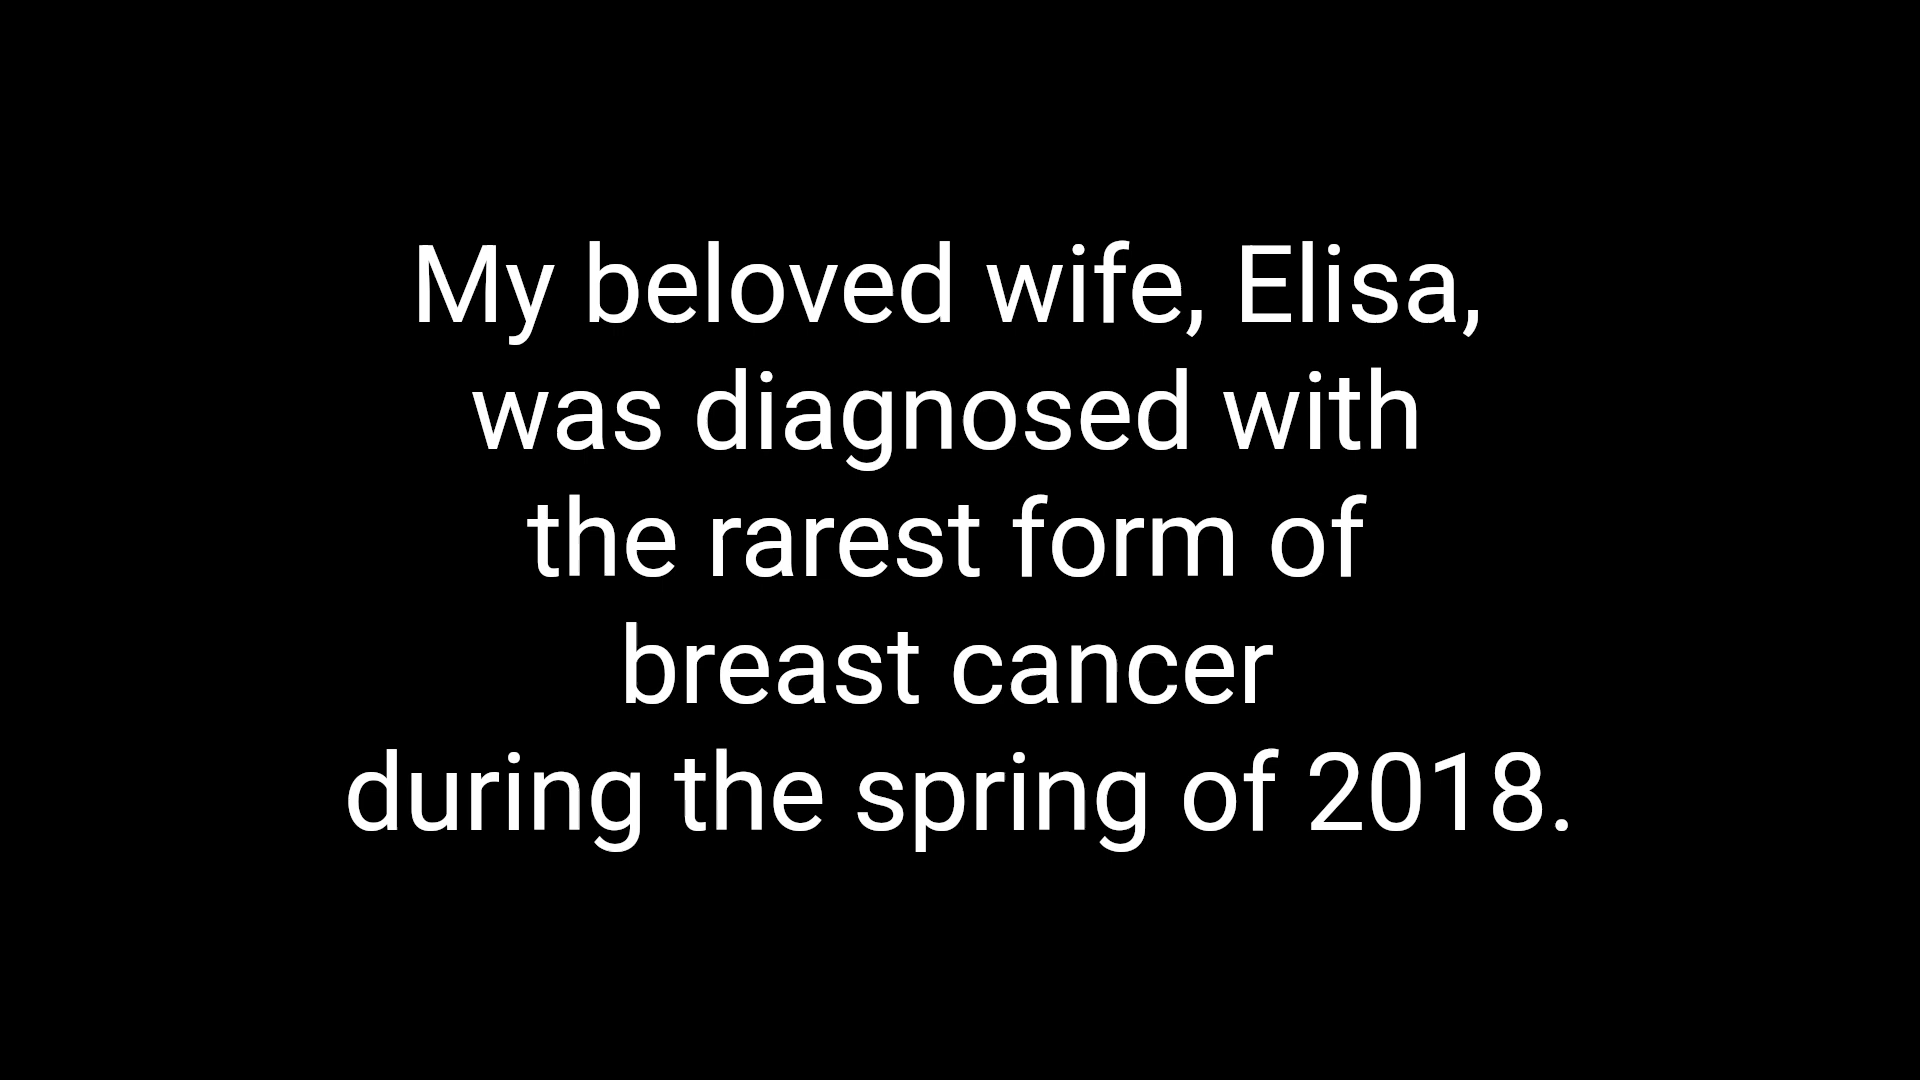 My beloved wife, Elisa,
was diagnosed with
the rarest form of
breast cancer
during the spring of 2018.